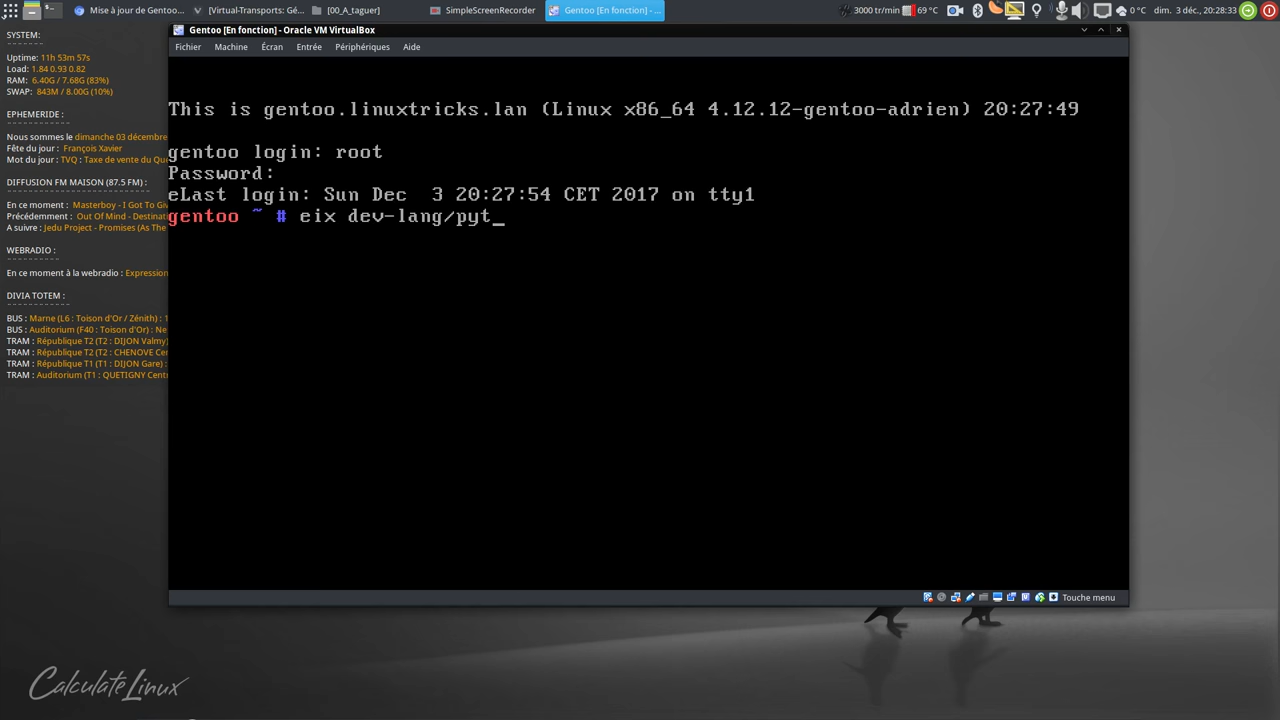 Mise à jour de Gentoo...
[Virtual-Transports: Gé...
[00_A_taguer]
SimpleScreenRecorder
Gentoo [En fonction] - ...
3000 tr/min
69 °C
0 °C
dim. 3 déc., 20:28:33
SYSTEM:
Uptime: 11h 53m 57s
Load: 1.84 0.93 0.82
RAM: 6.40G / 7.68G (83%)
SWAP: 843M / 8.00G (10%)
EPHEMERIDE :
Nous sommes le dimanche 03 décembre
Fête du jour : François Xavier
Mot du jour : TVQ : Taxe de vente du Qu
DIFFUSION FM MAISON (87.5 FM) :
En ce moment : Masterboy - I Got To Giv
Précédemment : Out Of Mind - Destinati
A suivre : Jedu Project - Promises (As The
WEBRADIO :
En ce moment à la webradio : Expression
DIVIA TOTEM :
BUS : Marne (L6 : Toison d'Or / Zénith) : 1
BUS : Auditorium (F40 : Toison d'Or) : Ne
TRAM : République T2 (T2 : DIJON Valmy)
TRAM : République T2 (T2 : CHENOVE Cen
TRAM : République T1 (T1 : DIJON Gare) :
TRAM : Auditorium (T1 : QUETIGNY Centr
Gentoo [En fonction] - Oracle VM VirtualBox
Fichier Machine Écran Entrée Périphériques Aide
This is gentoo.linuxtricks.lan (Linux x86_64 4.12.12-gentoo-adrien) 20:27:49
gentoo login: root
Password:
eLast login: Sun Dec  3 20:27:54 CET 2017 on tty1
gentoo ~ # eix dev-lang/pyt_
Touche menu
Calculate Linux